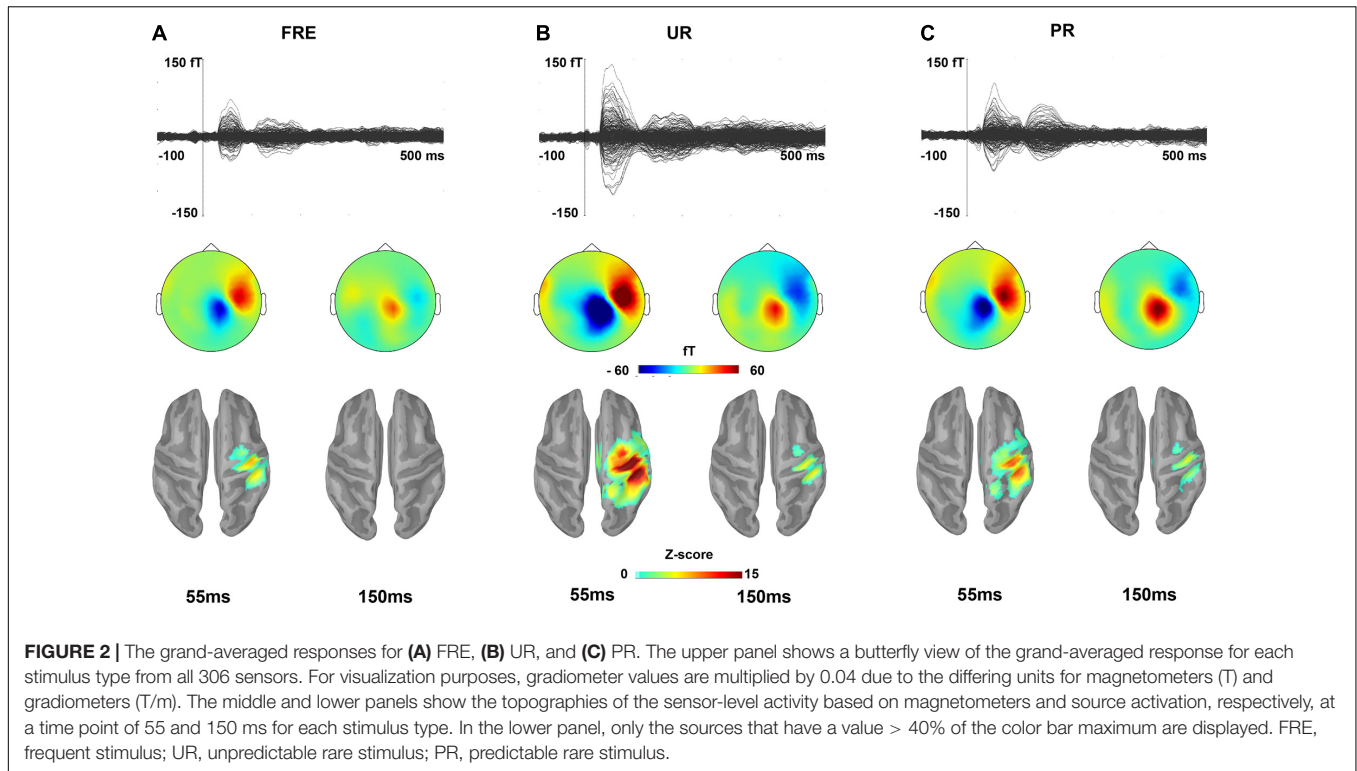 A FRE
B UR
C PR
150 fT
150 fT
150 fT
-100 500 ms
-100 500 ms
-100 500 ms
-150
-150
-150
fT
- 60 60
Z-score
0 15
55ms 150ms 55ms 150ms 55ms 150ms
FIGURE 2 | The grand-averaged responses for (A) FRE, (B) UR, and (C) PR. The upper panel shows a butterfly view of the grand-averaged response for each
stimulus type from all 306 sensors. For visualization purposes, gradiometer values are multiplied by 0.04 due to the differing units for magnetometers (T) and
gradiometers (T/m). The middle and lower panels show the topographies of the sensor-level activity based on magnetometers and source activation, respectively, at
a time point of 55 and 150 ms for each stimulus type. In the lower panel, only the sources that have a value > 40% of the color bar maximum are displayed. FRE,
frequent stimulus; UR, unpredictable rare stimulus; PR, predictable rare stimulus.